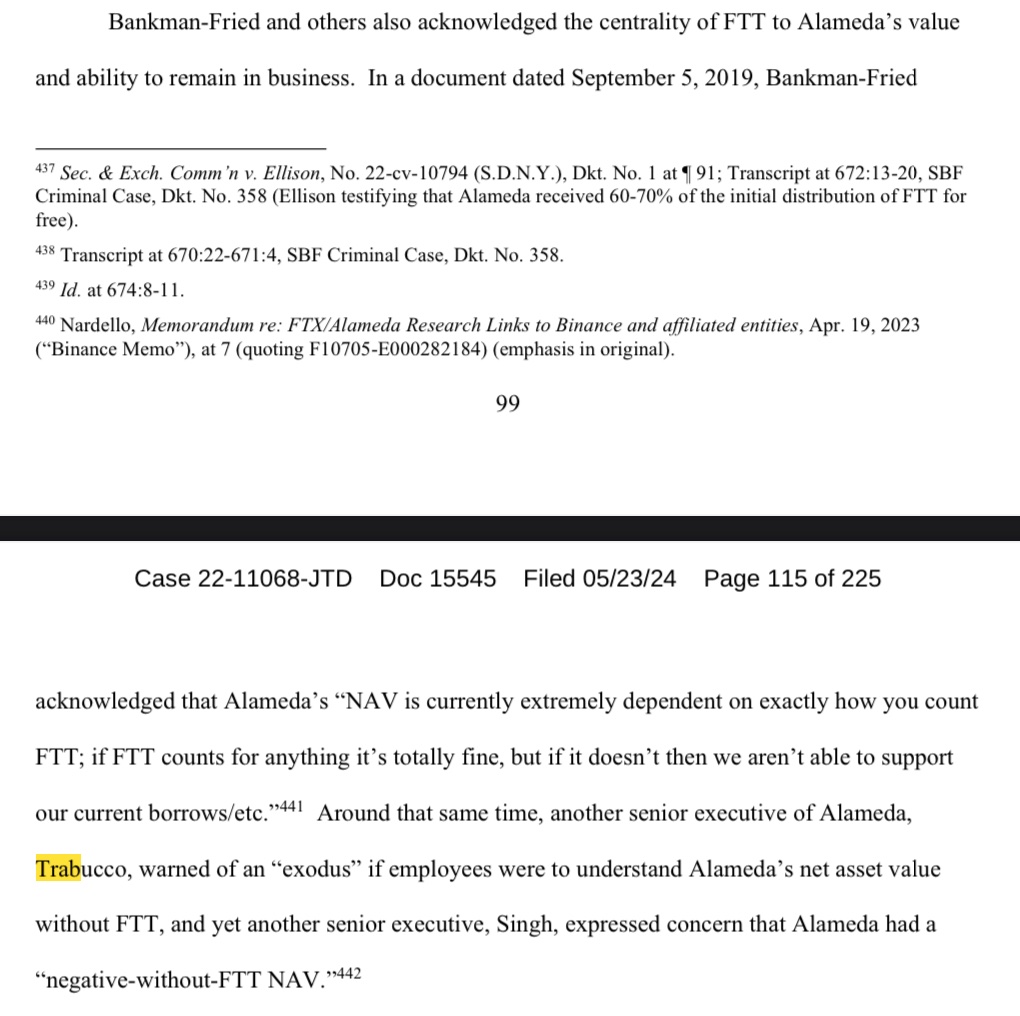 Bankman-Fried and others also acknowledged the centrality of FTT to Alameda’s value
and ability to remain in business.  In a document dated September 5, 2019, Bankman-Fried
437 Sec. & Exch. Comm’n v. Ellison, No. 22-cv-10794 (S.D.N.Y.), Dkt. No. 1 at ¶ 91; Transcript at 672:13-20, SBF
Criminal Case, Dkt. No. 358 (Ellison testifying that Alameda received 60-70% of the initial distribution of FTT for
free).
438 Transcript at 670:22-671:4, SBF Criminal Case, Dkt. No. 358.
439 Id. at 674:8-11.
440 Nardello, Memorandum re: FTX/Alameda Research Links to Binance and affiliated entities, Apr. 19, 2023
(“Binance Memo”), at 7 (quoting F10705-E000282184) (emphasis in original).
99
Case 22-11068-JTD Doc 15545 Filed 05/23/24 Page 115 of 225
acknowledged that Alameda’s “NAV is currently extremely dependent on exactly how you count
FTT; if FTT counts for anything it’s totally fine, but if it doesn’t then we aren’t able to support
our current borrows/etc.”441  Around that same time, another senior executive of Alameda,
Trabucco, warned of an “exodus” if employees were to understand Alameda’s net asset value
without FTT, and yet another senior executive, Singh, expressed concern that Alameda had a
“negative-without-FTT NAV.”442